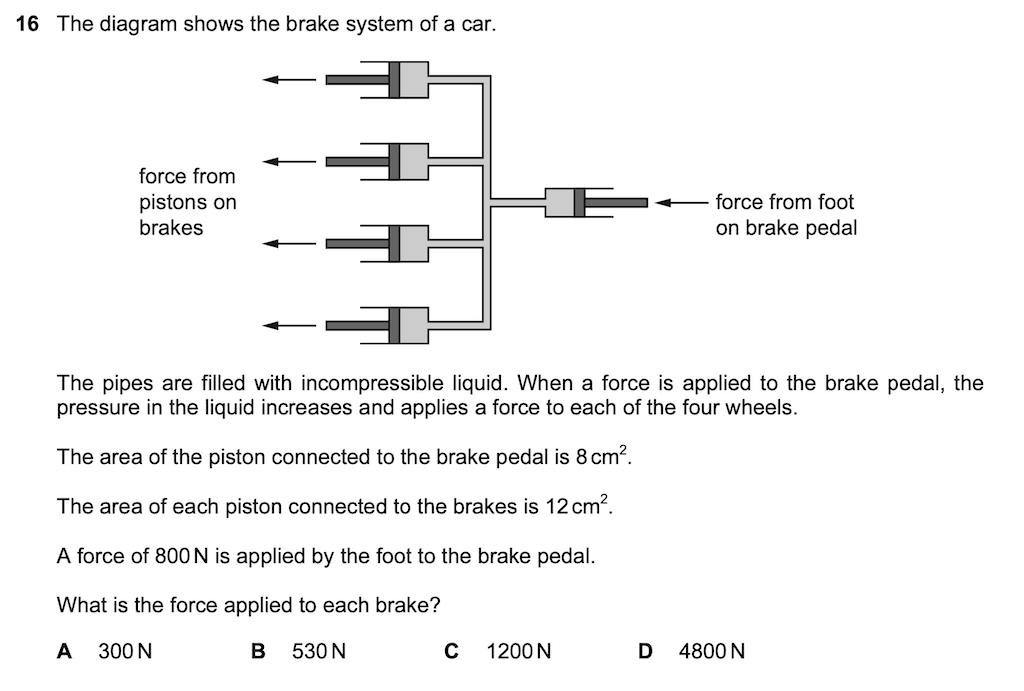 16 The diagram shows the brake system of a car.
force from
pistons on
brakes
force from foot
on brake pedal
The pipes are filled with incompressible liquid. When a force is applied to the brake pedal, the
pressure in the liquid increases and applies a force to each of the four wheels.
The area of the piston connected to the brake pedal is 8 cm².
The area of each piston connected to the brakes is 12 cm².
A force of 800 N is applied by the foot to the brake pedal.
What is the force applied to each brake?
A 300 N B 530 N C 1200 N D 4800 N